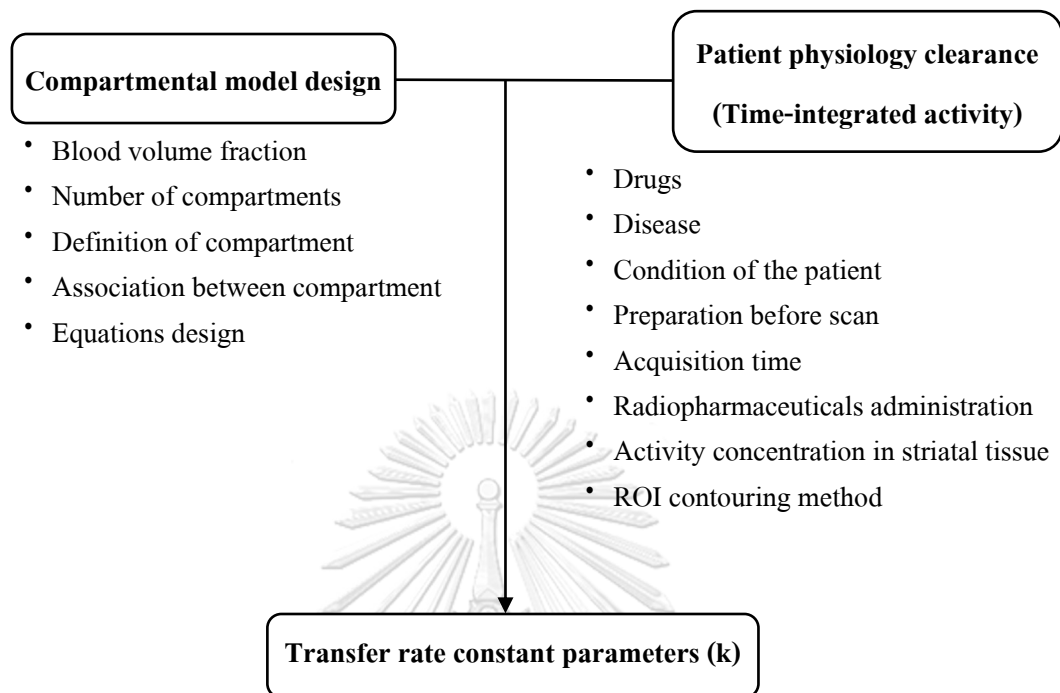 Compartmental model design
• Blood volume fraction
• Number of compartments
• Definition of compartment
• Association between compartment
• Equations design
Patient physiology clearance
(Time-integrated activity)
• Drugs
• Disease
• Condition of the patient
• Preparation before scan
• Acquisition time
• Radiopharmaceuticals administration
• Activity concentration in striatal tissue
• ROI contouring method
Transfer rate constant parameters (k)